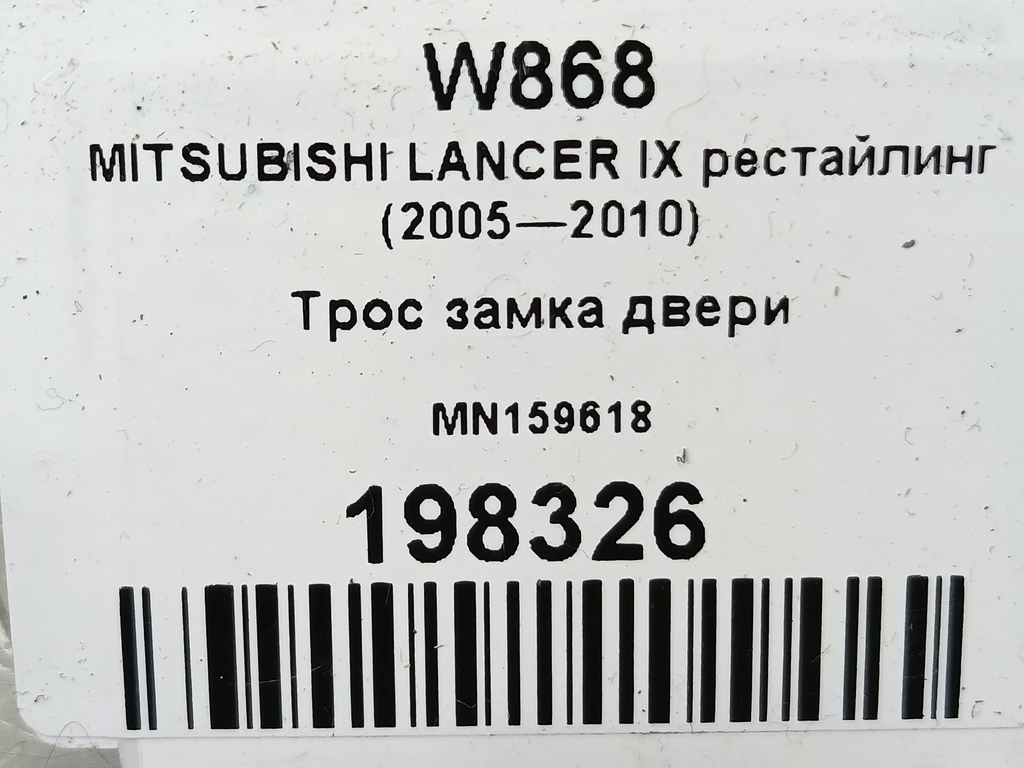 W868
MITSUBISHI LANCER IX рестайлинг
(2005—2010)
Трос замка двери
MN159618
198326